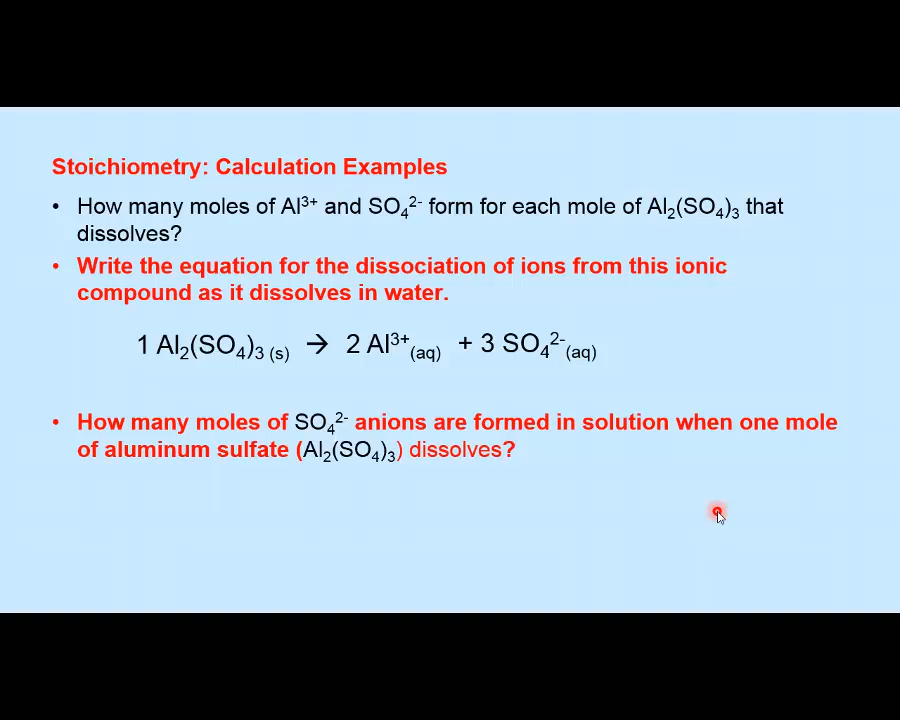 Stoichiometry: Calculation Examples
• How many moles of Al³⁺ and SO₄²⁻ form for each mole of Al₂(SO₄)₃ that
dissolves?
• Write the equation for the dissociation of ions from this ionic
compound as it dissolves in water.
1 Al₂(SO₄)₃ (s) → 2 Al³⁺(aq) + 3 SO₄²⁻(aq)
• How many moles of SO₄²⁻ anions are formed in solution when one mole
of aluminum sulfate (Al₂(SO₄)₃) dissolves?